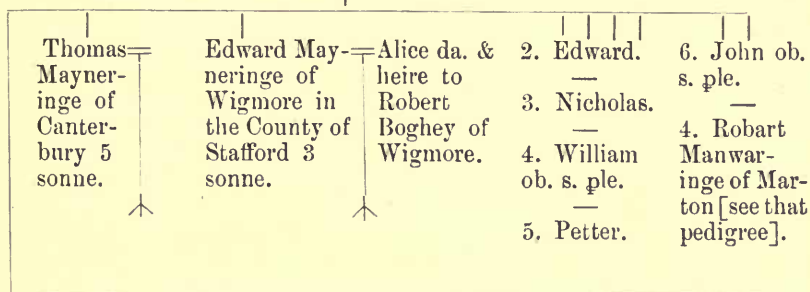 Thomas=
Mayner-
inge of
Canter-
bury 5
sonne.
Edward May-=
neringe of
Wigmore in
the County of
Stafford 3
sonne.
Alice da. &
heire to
Robert
Boghey of
Wigmore.
2. Edward.
—
3. Nicholas.
—
4. William
ob. s. ꝑle.
—
5. Petter.
6. John ob.
s. ꝑle.
—
4. Robart
Manwar-
inge of Mar-
ton [see that
pedigree].